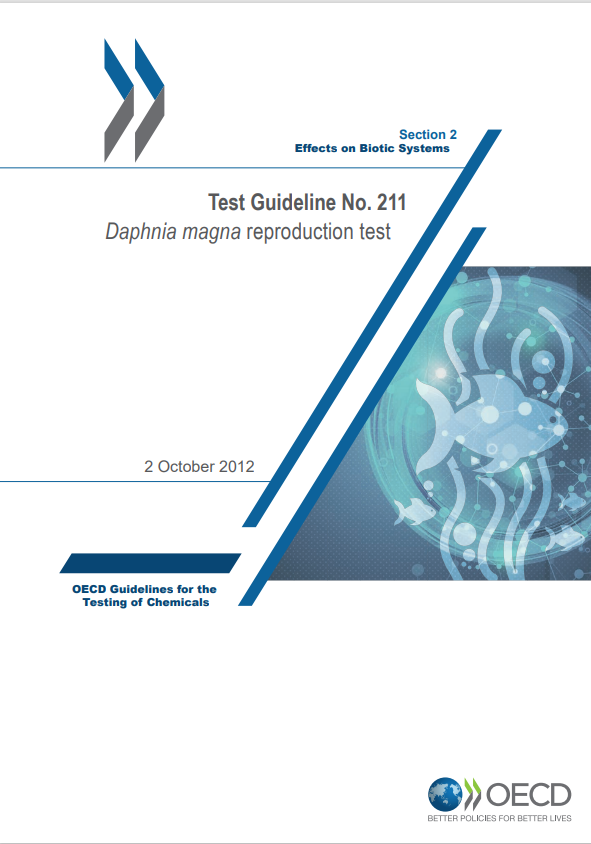 Section 2
Effects on Biotic Systems
Test Guideline No. 211
Daphnia magna reproduction test
2 October 2012
OECD Guidelines for the
Testing of Chemicals
OECD
BETTER POLICIES FOR BETTER LIVES